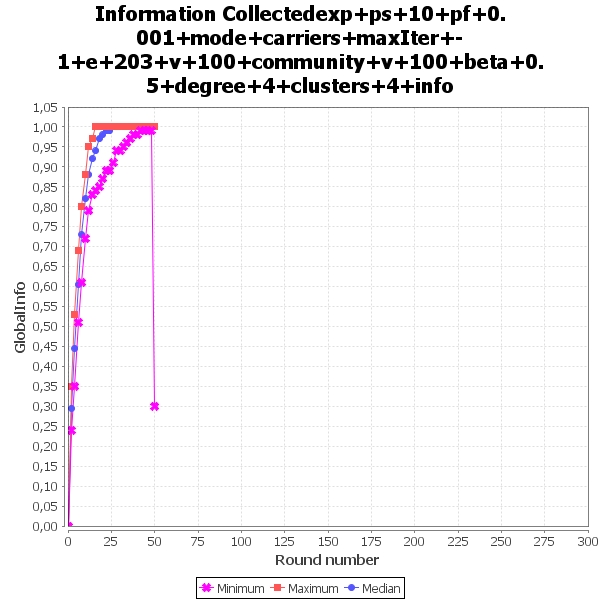 Information Collectedexp+ps+10+pf+0.
001+mode+carriers+maxIter+-
1+e+203+v+100+community+v+100+beta+0.
5+degree+4+clusters+4+info
1,05
1,00
0,95
0,90
0,85
0,80
0,75
0,70
0,65
0,60
0,55
0,50
0,45
0,40
0,35
0,30
0,25
0,20
0,15
0,10
0,05
0,00
GlobalInfo
0 25 50 75 100 125 150 175 200 225 250 275 300
Round number
Minimum Maximum Median